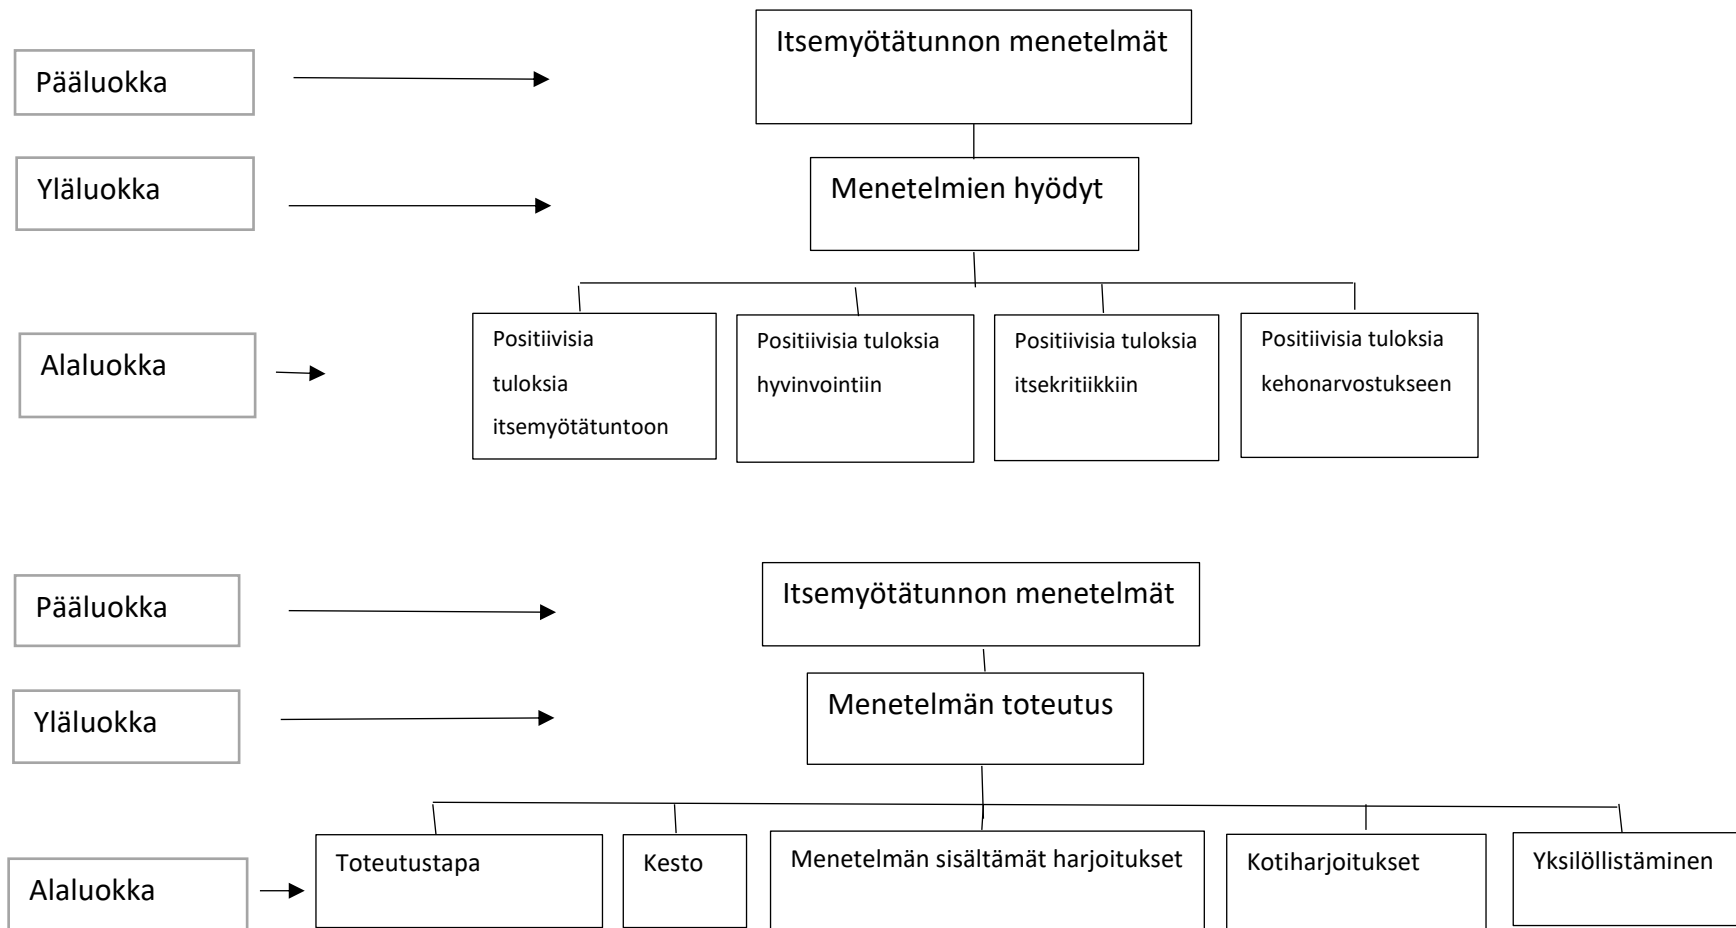 Pääluokka
Itsemyötätunnon menetelmät
Yläluokka
Menetelmien hyödyt
Alaluokka
Positiivisia
tuloksia
itsemyötätuntoon
Positiivisia tuloksia
hyvinvointiin
Positiivisia tuloksia
itsekritiikkiin
Positiivisia tuloksia
kehonarvostukseen
Pääluokka
Itsemyötätunnon menetelmät
Yläluokka
Menetelmän toteutus
Alaluokka
Toteutustapa
Kesto
Menetelmän sisältämät harjoitukset
Kotiharjoitukset
Yksilöllistäminen